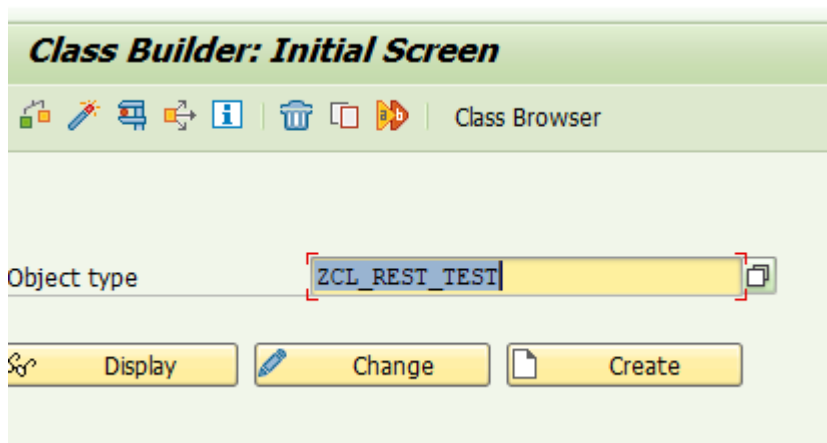 Class Builder: Initial Screen
Class Browser
Object type ZCL_REST_TEST
Display Change Create